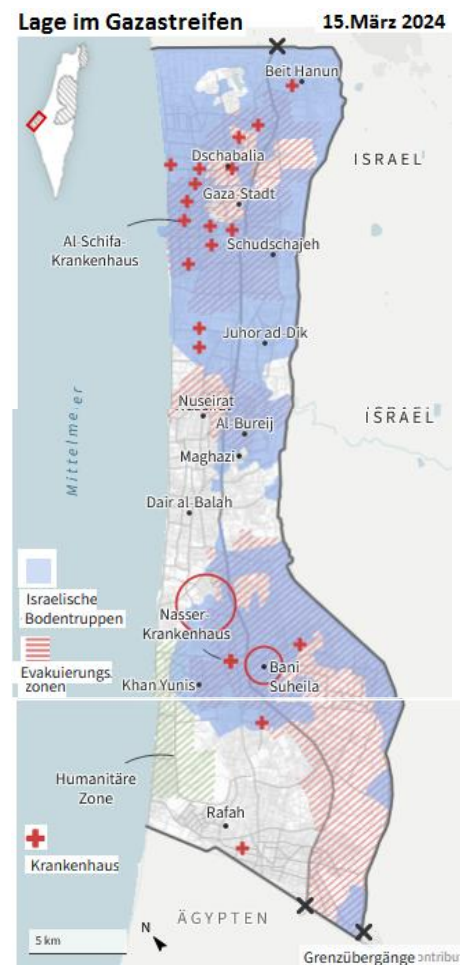 Lage im Gazastreifen
15.März 2024
Beit Hanun
Dschabalia
ISRAEL
Gaza-Stadt
Al-Schifa-
Krankenhaus
Schudschajeh
Juhor ad-Dik
Mittelmeer
Nuseirat
ISRAEL
Al-Bureij
Maghazi
Dair al-Balah
Israelische
Bodentruppen
Nasser-
Krankenhaus
Evakuierungs
zonen
Bani
Suheila
Khan Yunis
Humanitäre
Zone
Rafah
Krankenhaus
ÄGYPTEN
N
5 km
Grenzübergänge
ontribut